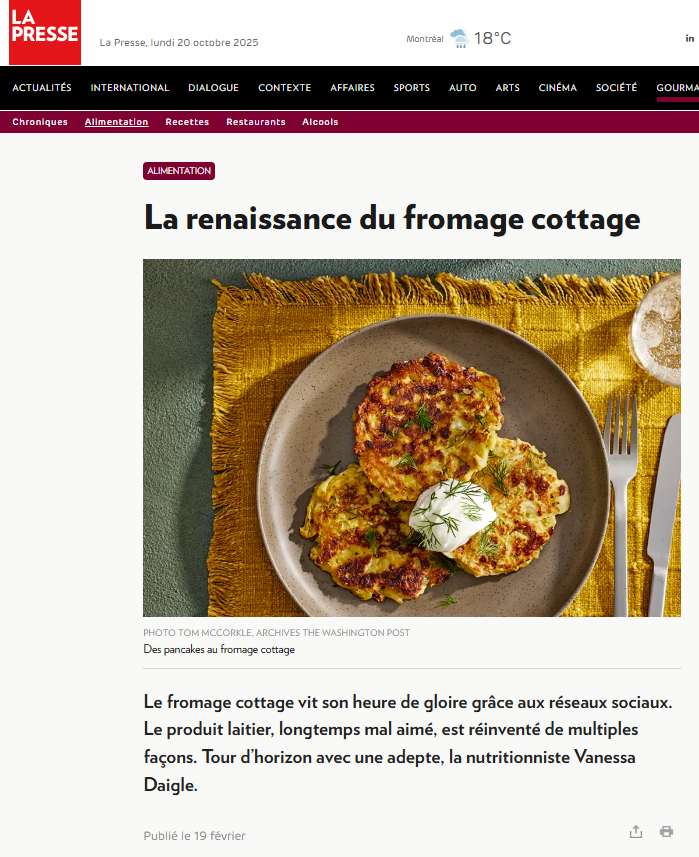 LA
PRESSE
La Presse, lundi 20 octobre 2025
Montréal 18°C
in
ACTUALITÉS INTERNATIONAL DIALOGUE CONTEXTE AFFAIRES SPORTS AUTO ARTS CINÉMA SOCIÉTÉ GOURMA
Chroniques Alimentation Recettes Restaurants Alcools
ALIMENTATION
La renaissance du fromage cottage
PHOTO TOM MCCORKLE, ARCHIVES THE WASHINGTON POST
Des pancakes au fromage cottage
Le fromage cottage vit son heure de gloire grâce aux réseaux sociaux.
Le produit laitier, longtemps mal aimé, est réinventé de multiples
façons. Tour d'horizon avec une adepte, la nutritionniste Vanessa
Daigle.
Publié le 19 février